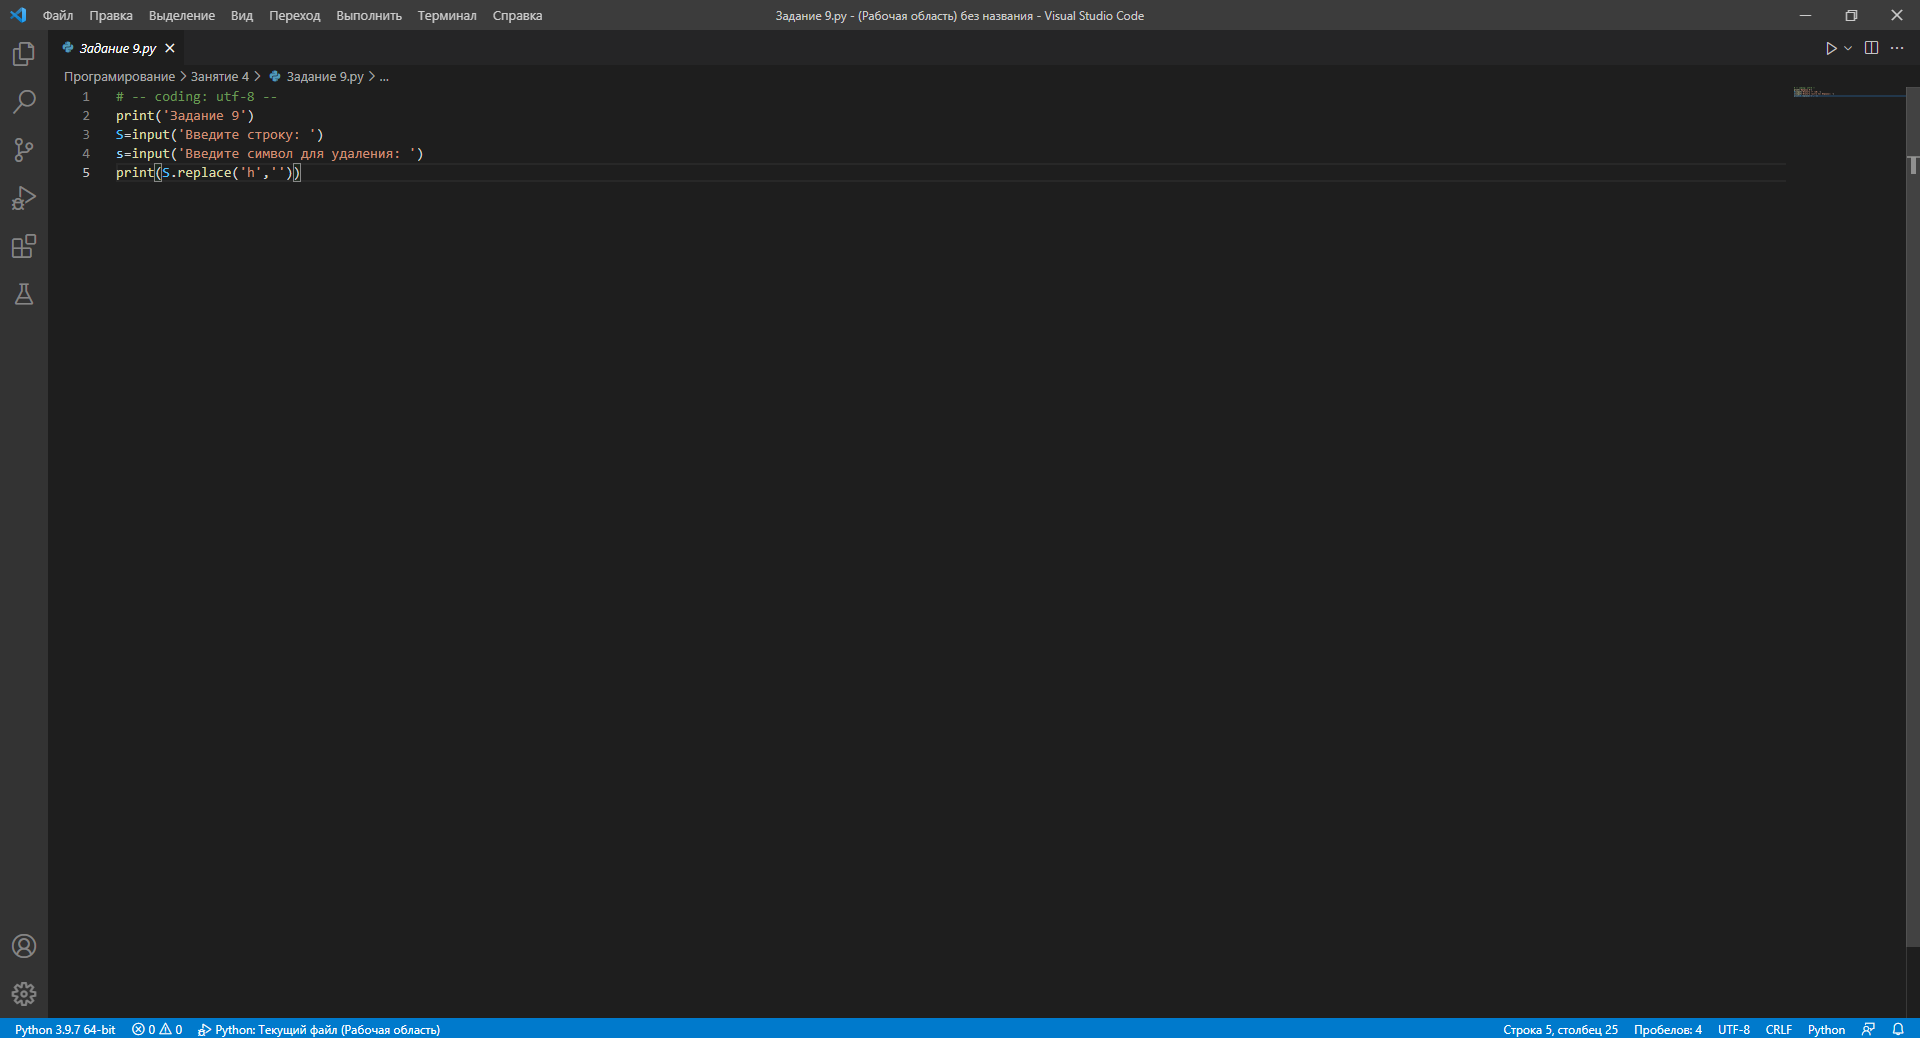 Файл Правка Выделение Вид Переход Выполнить Терминал Справка
Задание 9.py - (Рабочая область) без названия - Visual Studio Code
Задание 9.py
Програмирование > Занятие 4 > Задание 9.py > ...
1 # -- coding: utf-8 --
2 print('Задание 9')
3 S=input('Введите строку: ')
4 s=input('Введите символ для удаления: ')
5 print(S.replace('h',''))
Python 3.9.7 64-bit 0 0 Python: Текущий файл (Рабочая область)
Строка 5, столбец 25 Пробелов: 4 UTF-8 CRLF Python